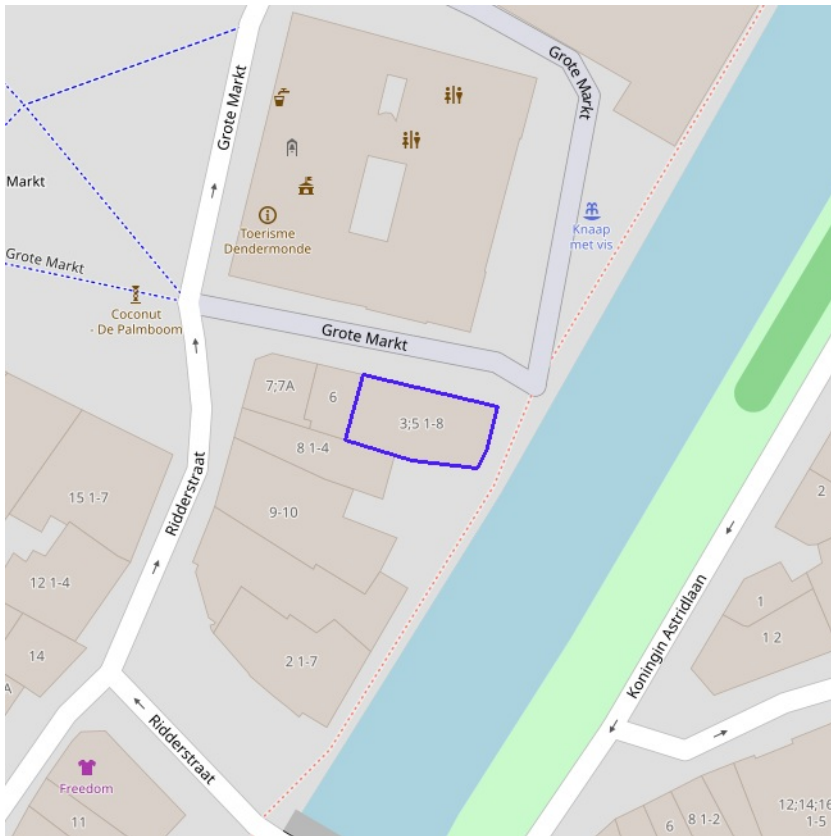 Grote Markt
Grote Markt
Markt
Toerisme
Dendermonde
Knaap
met vis
Grote Markt
Coconut
- De Palmboom
Grote Markt
7;7A
6
3;5 1-8
8 1-4
15 1-7
Ridderstraat
9-10
2
12 1-4
1
Koningin Astridlaan
14
2 1-7
1 2
A
Ridderstraat
Freedom
11
6
8 1-2
12;14;16
1-5